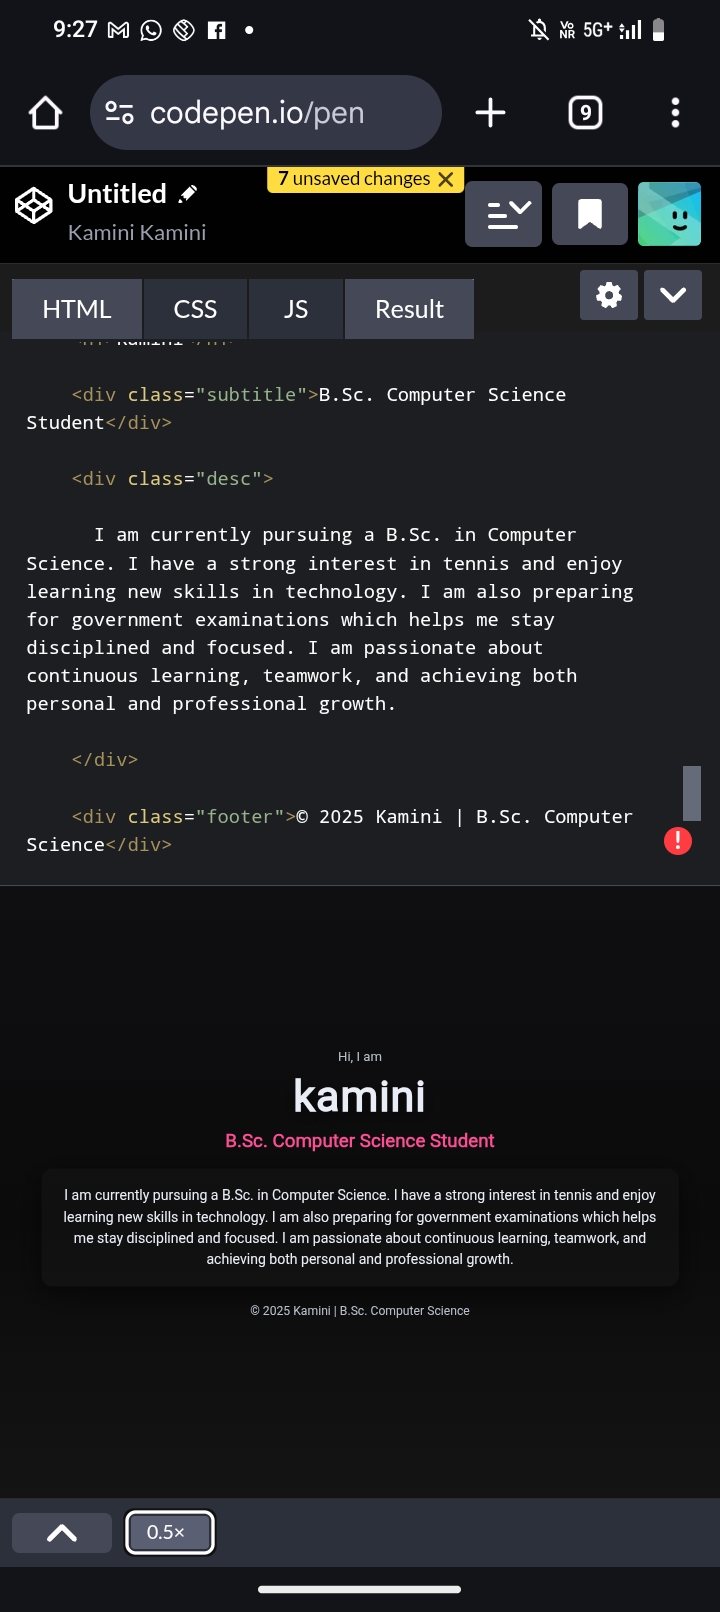 9:27
Vo
NR 5G+
codepen.io/pen
9
7 unsaved changes
Untitled
Kamini Kamini
HTML CSS JS Result
<div class="subtitle">B.Sc. Computer Science
Student</div>
<div class="desc">
I am currently pursuing a B.Sc. in Computer
Science. I have a strong interest in tennis and enjoy
learning new skills in technology. I am also preparing
for government examinations which helps me stay
disciplined and focused. I am passionate about
continuous learning, teamwork, and achieving both
personal and professional growth.
</div>
<div class="footer">© 2025 Kamini | B.Sc. Computer
Science</div>
Hi, I am
kamini
B.Sc. Computer Science Student
I am currently pursuing a B.Sc. in Computer Science. I have a strong interest in tennis and enjoy
learning new skills in technology. I am also preparing for government examinations which helps
me stay disciplined and focused. I am passionate about continuous learning, teamwork, and
achieving both personal and professional growth.
© 2025 Kamini | B.Sc. Computer Science
0.5×